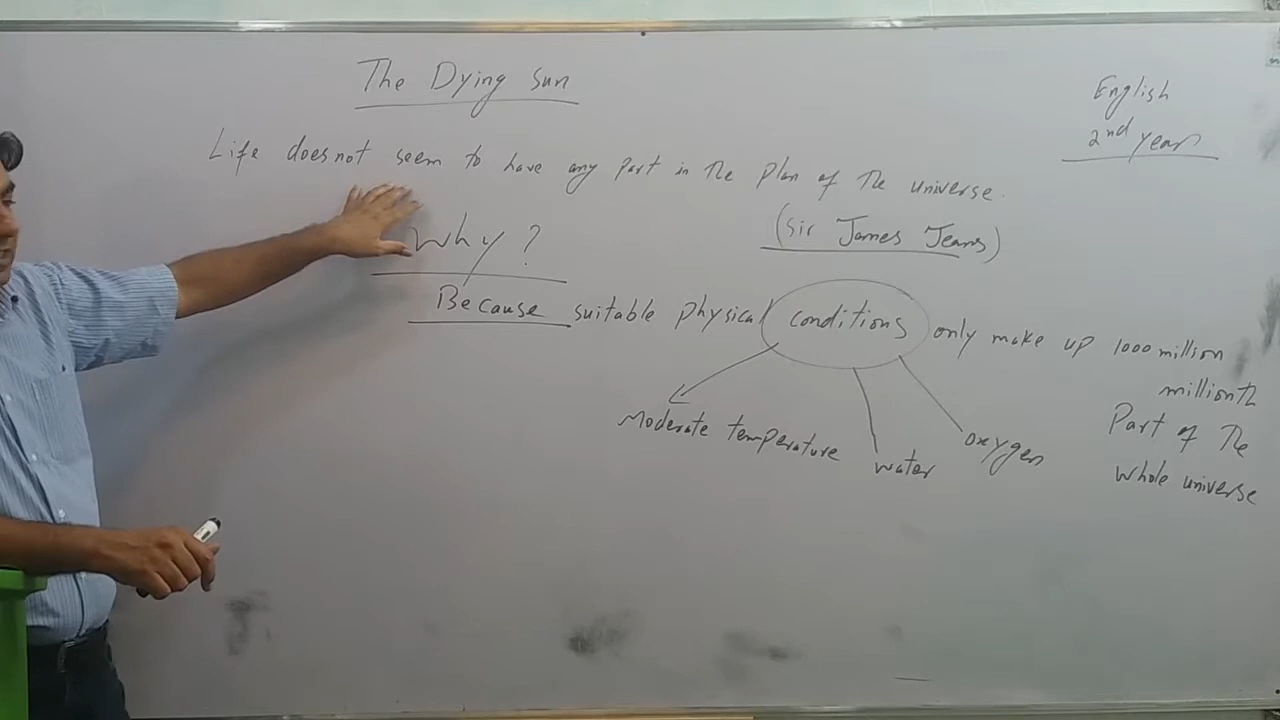 The Dying Sun
English
2nd year
Life does not seem to have any part in the plan of the universe.
(Sir James Jeans)
Why?
Because suitable physical conditions only make up 1000 million
millionth
Part of the
whole universe
Moderate temperature
water
oxygen